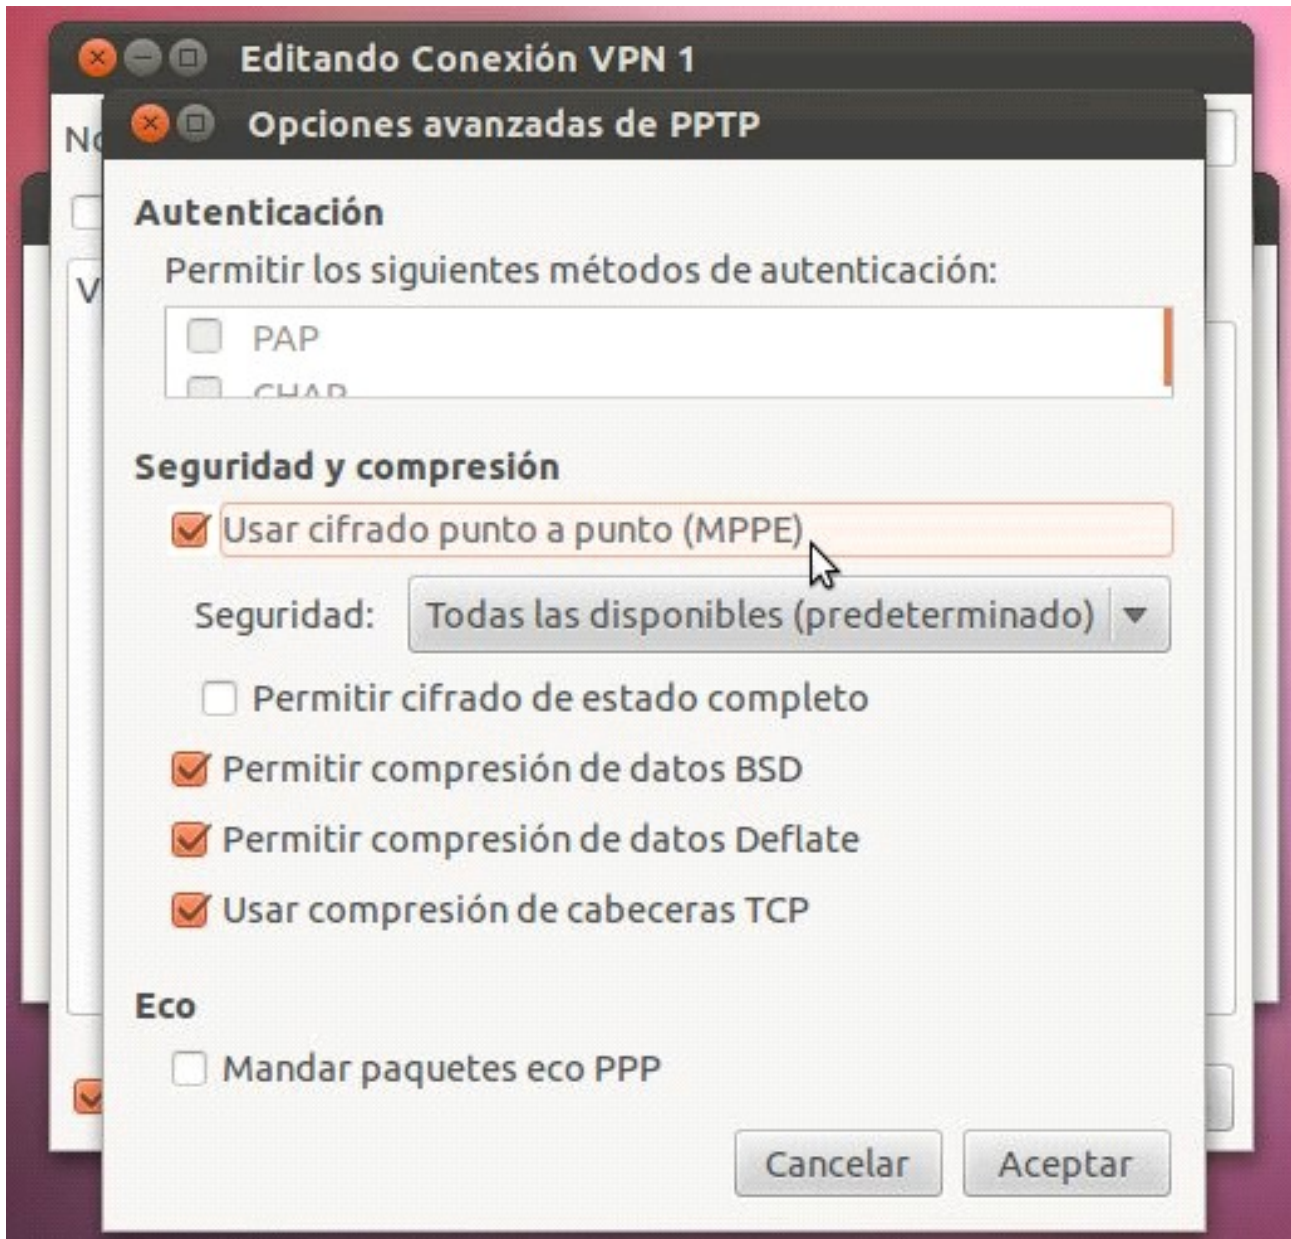 Editando Conexión VPN 1
Opciones avanzadas de PPTP
Autenticación
Permitir los siguientes métodos de autenticación:
PAP
CHAP
Seguridad y compresión
Usar cifrado punto a punto (MPPE)
Seguridad: Todas las disponibles (predeterminado)
Permitir cifrado de estado completo
Permitir compresión de datos BSD
Permitir compresión de datos Deflate
Usar compresión de cabeceras TCP
Eco
Mandar paquetes eco PPP
Cancelar Aceptar